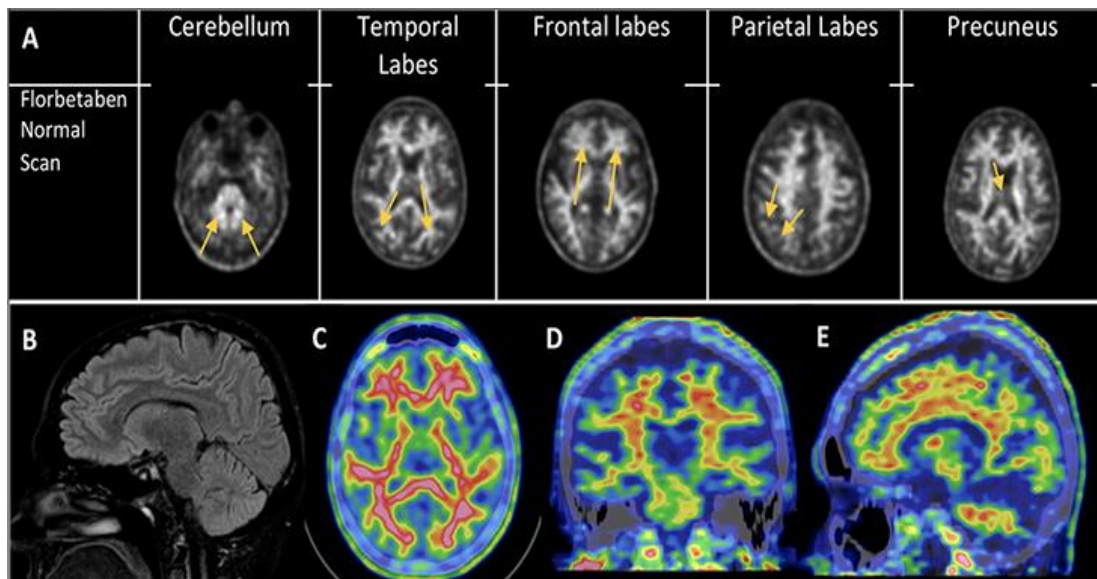 A
Cerebellum
Temporal
Labes
Frontal labes
Parietal Labes
Precuneus
Florbetaben
Normal
Scan
B
C
D
E